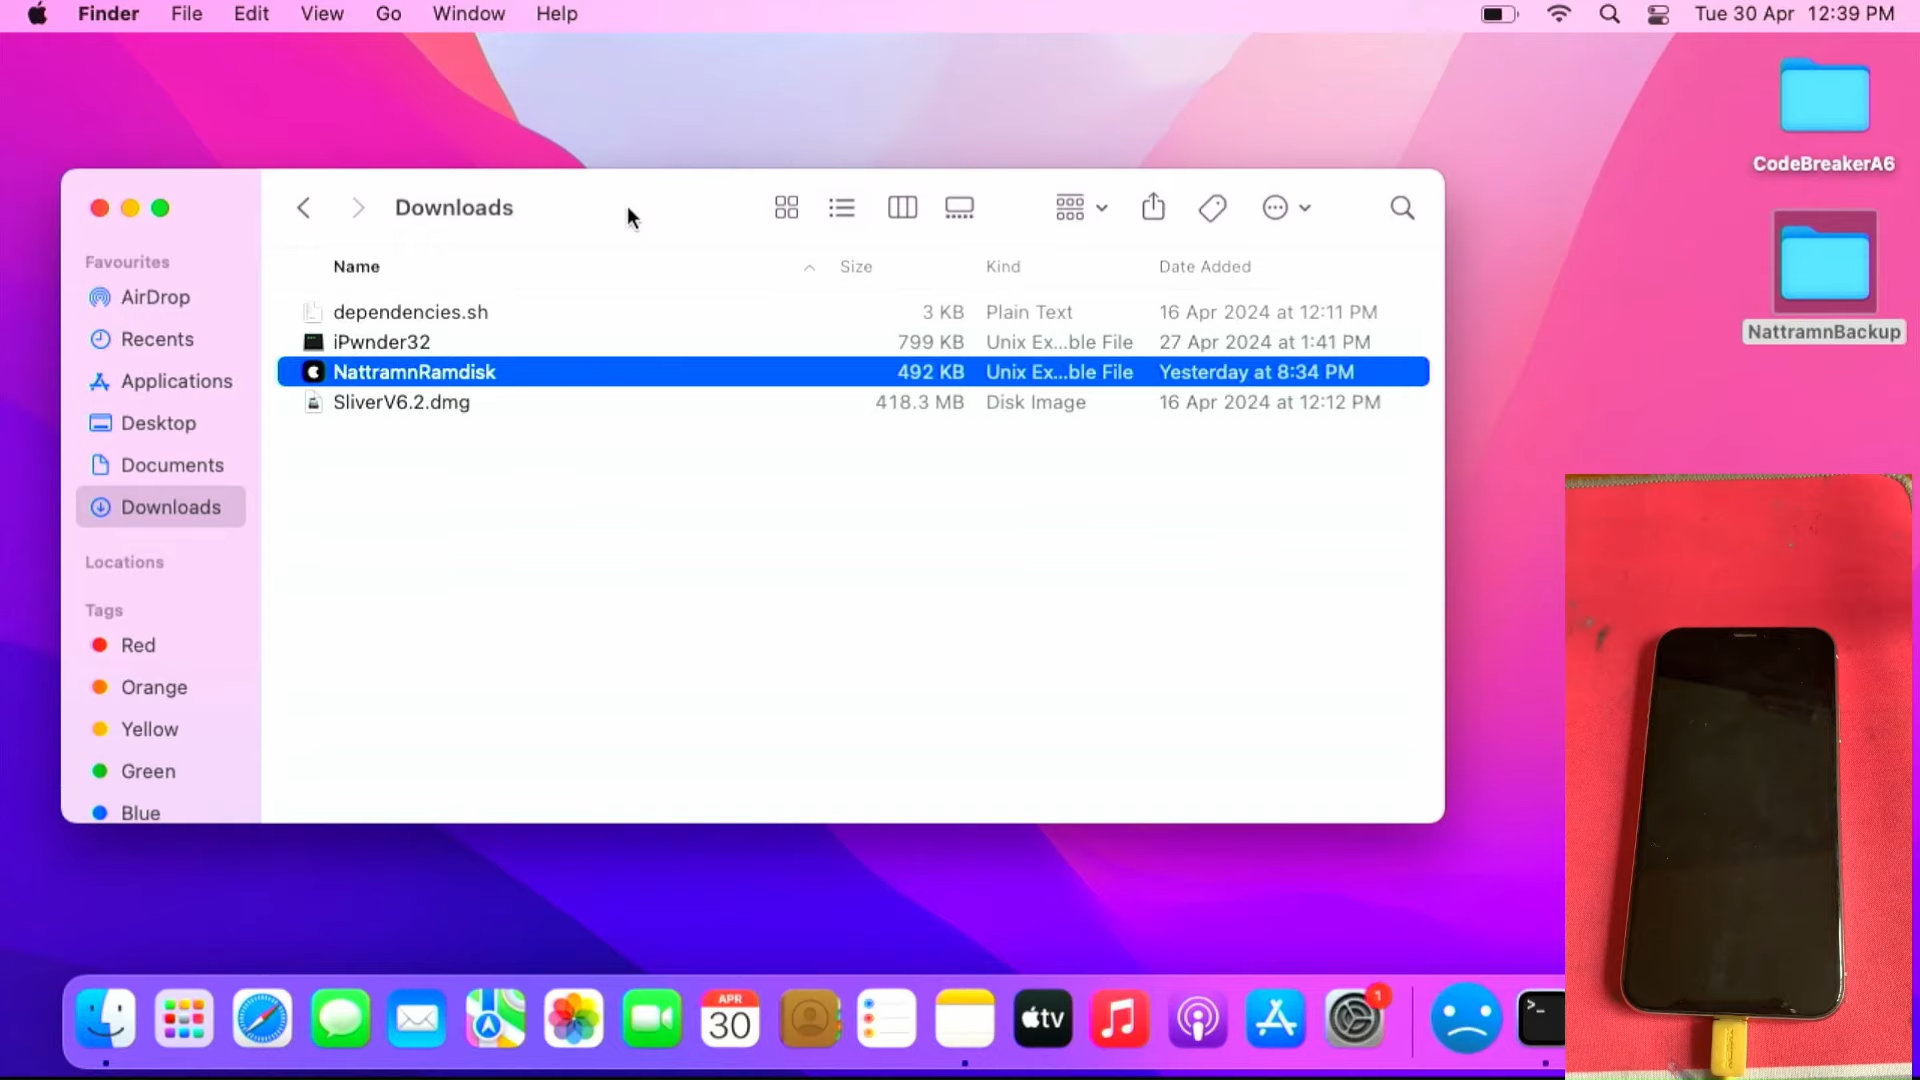 Finder File Edit View Go Window Help Tue 30 Apr 12:39 PM
CodeBreakerA6
NattramnBackup
Downloads
Favourites
AirDrop
Recents
Applications
Desktop
Documents
Downloads
Locations
Tags
Red
Orange
Yellow
Green
Blue
Name Size Kind Date Added
dependencies.sh 3 KB Plain Text 16 Apr 2024 at 12:11 PM
iPwnder32 799 KB Unix Ex...ble File 27 Apr 2024 at 1:41 PM
NattramnRamdisk 492 KB Unix Ex...ble File Yesterday at 8:34 PM
SliverV6.2.dmg 418.3 MB Disk Image 16 Apr 2024 at 12:12 PM
APR
30
tv
1